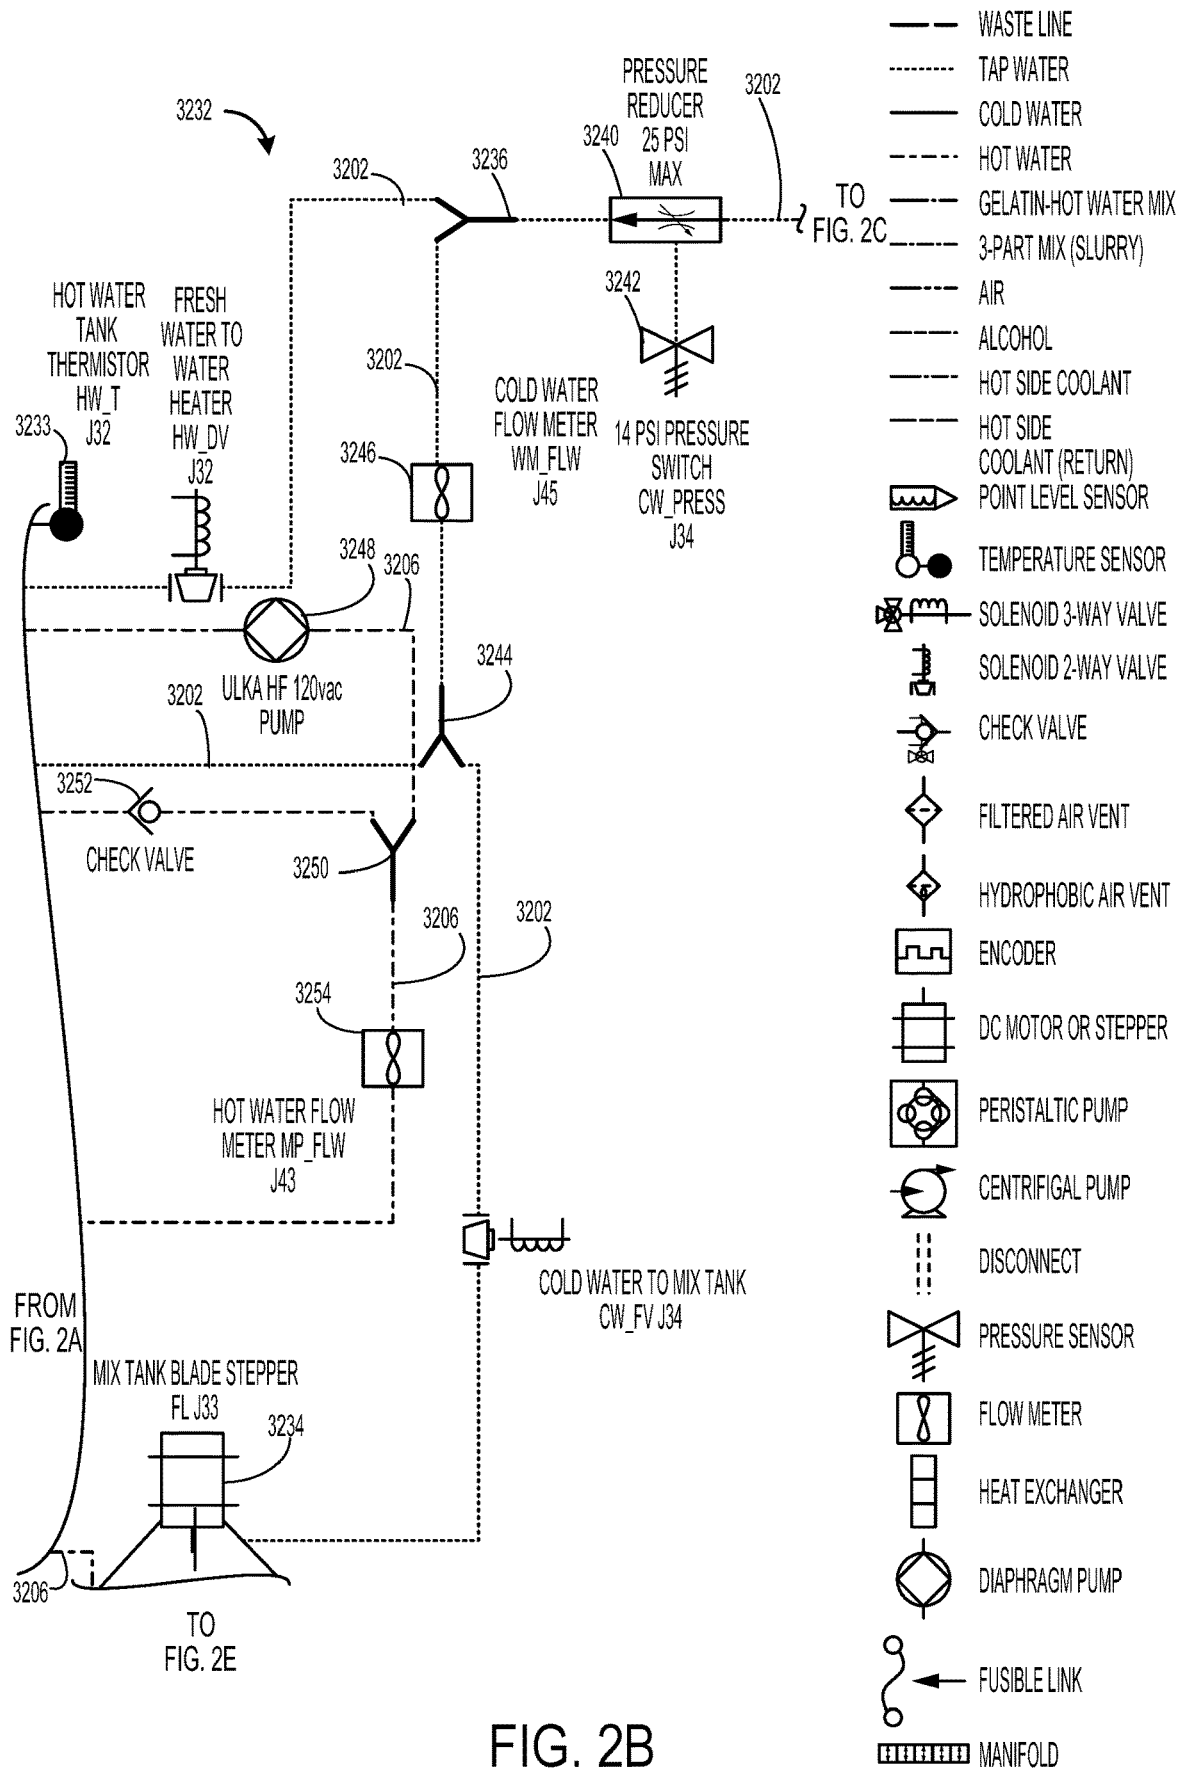 3232
3202
3236
PRESSURE
REDUCER
25 PSI
MAX
3240
3202
TO
FIG. 2C
3242
HOT WATER
TANK
THERMISTOR
HW_T
J32
3233
FRESH
WATER TO
WATER
HEATER
HW_DV
J32
3202
COLD WATER
FLOW METER
WM_FLW
J45
14 PSI PRESSURE
SWITCH
CW_PRESS
J34
3246
3248
3206
ULKA HF 120vac
PUMP
3244
3202
3252
CHECK VALVE
3250
3206
3202
3254
HOT WATER FLOW
METER MP_FLW
J43
COLD WATER TO MIX TANK
CW_FV J34
FROM
FIG. 2A
MIX TANK BLADE STEPPER
FL J33
3234
3206
TO
FIG. 2E
WASTE LINE
TAP WATER
COLD WATER
HOT WATER
GELATIN-HOT WATER MIX
3-PART MIX (SLURRY)
AIR
ALCOHOL
HOT SIDE COOLANT
HOT SIDE
COOLANT (RETURN)
POINT LEVEL SENSOR
TEMPERATURE SENSOR
SOLENOID 3-WAY VALVE
SOLENOID 2-WAY VALVE
CHECK VALVE
FILTERED AIR VENT
HYDROPHOBIC AIR VENT
ENCODER
DC MOTOR OR STEPPER
PERISTALTIC PUMP
CENTRIFIGAL PUMP
DISCONNECT
PRESSURE SENSOR
FLOW METER
HEAT EXCHANGER
DIAPHRAGM PUMP
FUSIBLE LINK
MANIFOLD
FIG. 2B